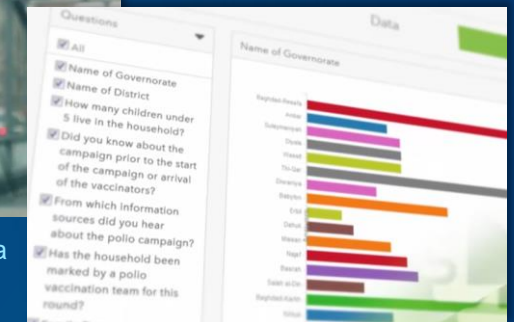 Questions
All
Name of Governorate
Name of District
How many children under
5 live in the household?
Did you know about the
campaign prior to the start
of the campaign or arrival
of the vaccinators?
From which information
sources did you hear
about the polio campaign?
Has the household been
marked by a polio
vaccination team for this
round?
a
Data
Name of Governorate
Baghdad-Resafa
Anbar
Sulaymaniyah
Diyala
Wassit
Thi-Qar
Diwaniya
Babylon
Erbil
Dahuk
Missan
Najaf
Basrah
Salah al-Din
Baghdad-Karkh
Kirkuk